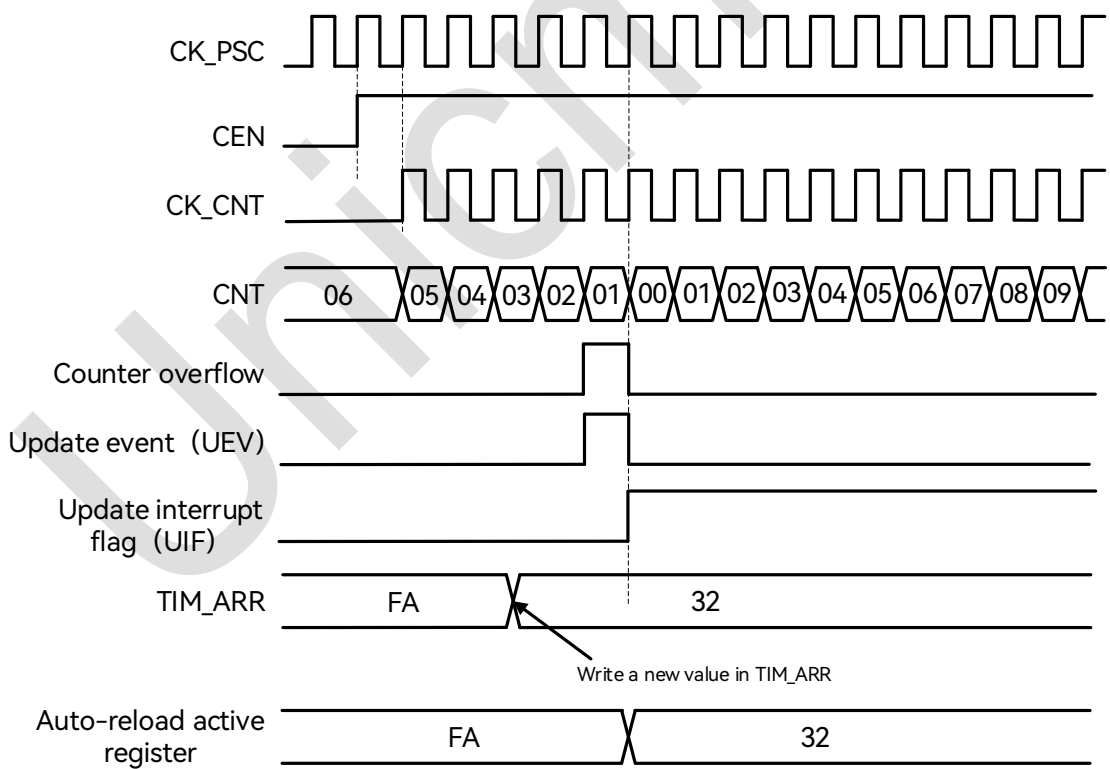 CK_PSC
CEN
CK_CNT
CNT 06 05 04 03 02 01 00 01 02 03 04 05 06 07 08 09
Counter overflow
Update event（UEV）
Update interrupt
flag（UIF）
TIM_ARR FA 32
Write a new value in TIM_ARR
Auto-reload active
register
FA 32